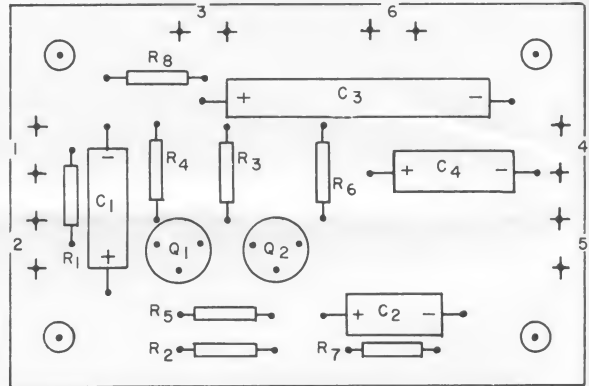 3 6
R8
+ C3 -
1 4
R4 R3 R6
- C1 +
+ C4 -
R1
2 5
Q1 Q2
R5
+ C2 -
R2 R7